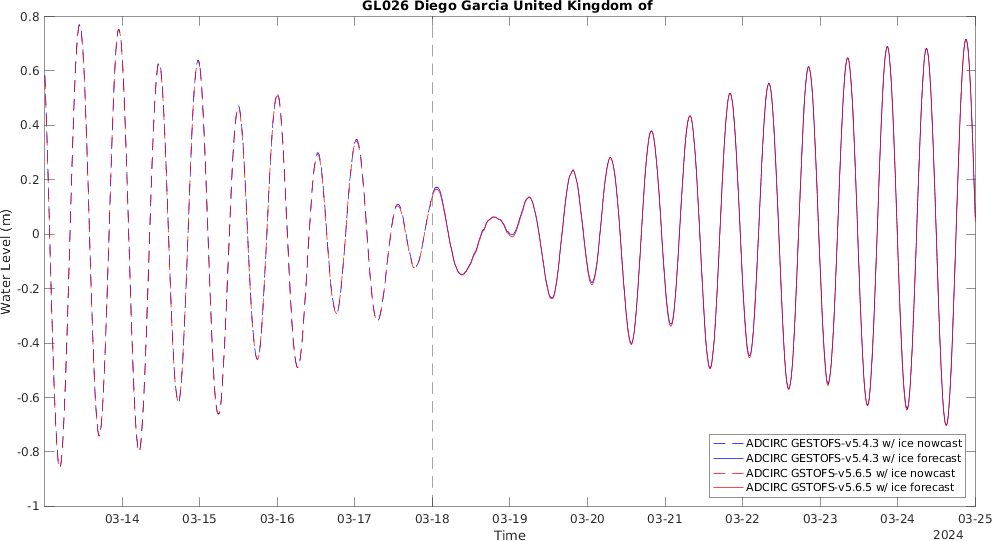 GL026 Diego Garcia United Kingdom of
0.8
0.6
0.4
0.2
0
-0.2
-0.4
-0.6
-0.8
-1
Water Level (m)
ADCIRC GESTOFS-v5.4.3 w/ ice nowcast
ADCIRC GESTOFS-v5.4.3 w/ ice forecast
ADCIRC GSTOFS-v5.6.5 w/ ice nowcast
ADCIRC GSTOFS-v5.6.5 w/ ice forecast
03-14 03-15 03-16 03-17 03-18 03-19 03-20 03-21 03-22 03-23 03-24 03-25
Time
2024